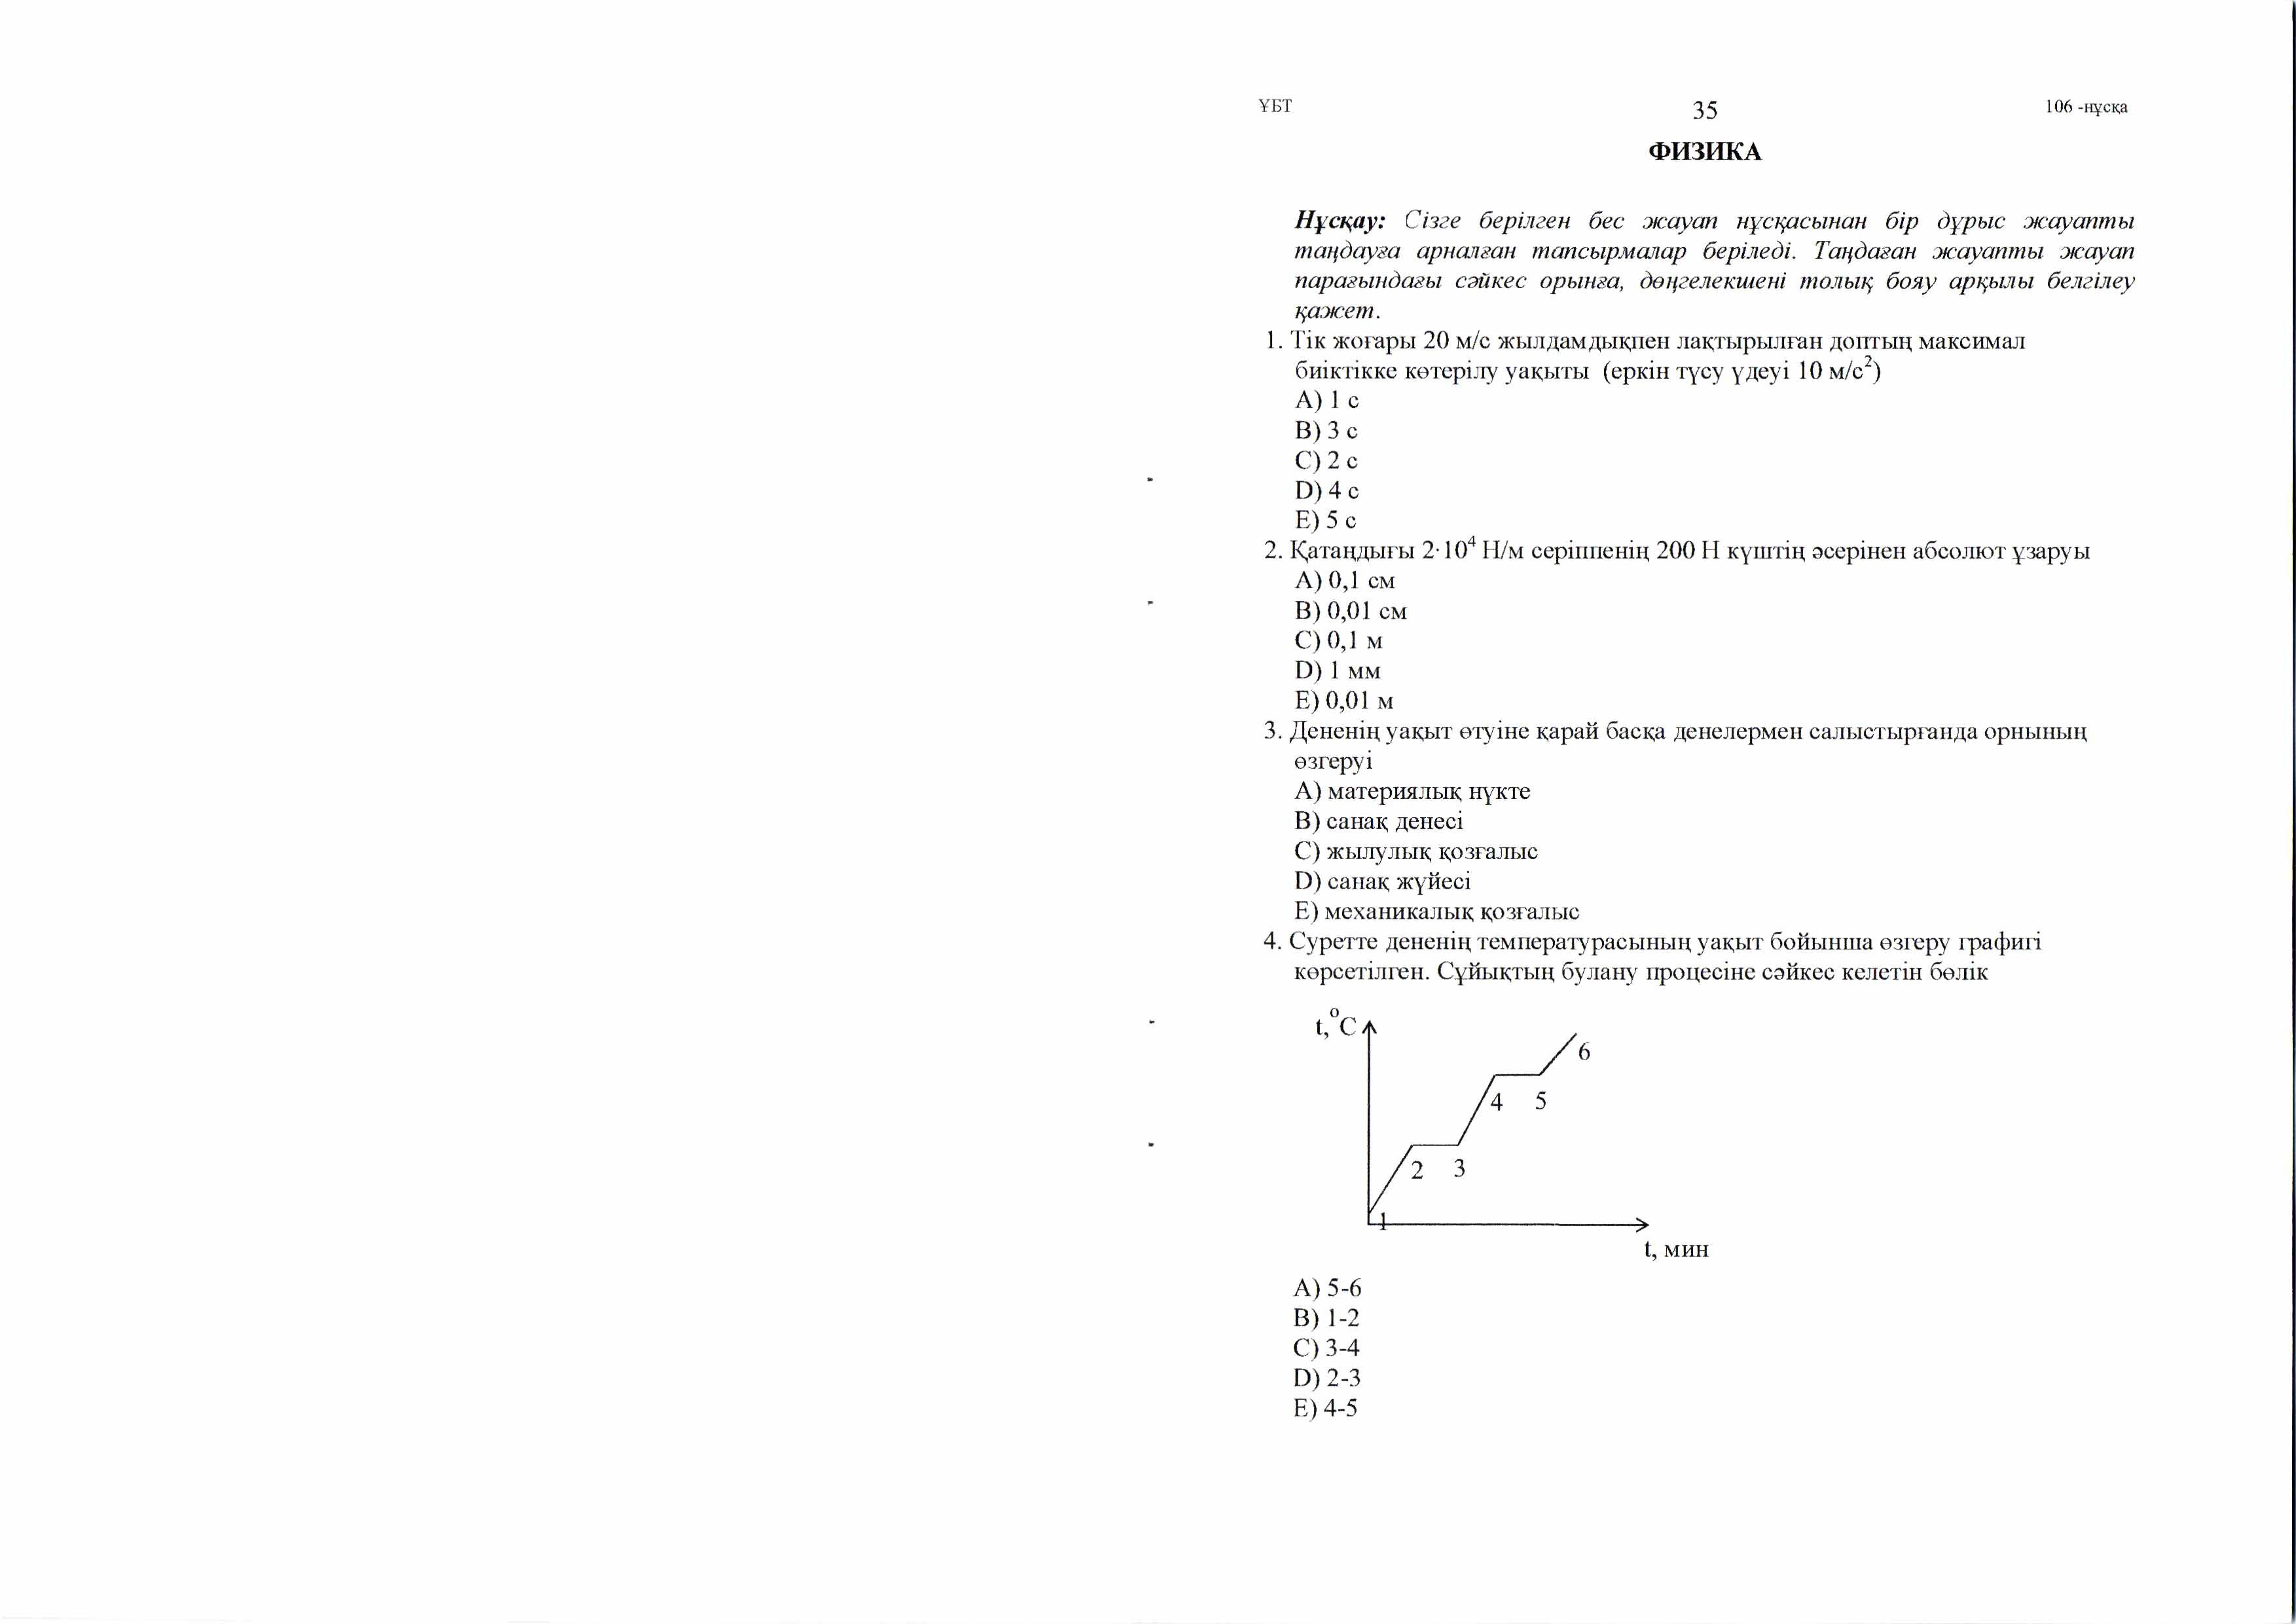 ҰБТ
35
106 -нұсқа
ФИЗИКА
Нұсқау: Сізге берілген бес жауап нұсқасынан бір дұрыс жауапты
таңдауға арналған тапсырмалар беріледі. Таңдаған жауапты жауап
парағындағы сәйкес орынға, дөңгелекшені толық бояу арқылы белгілеу
қажет.
1. Тік жоғары 20 м/с жылдамдықпен лақтырылған доптың максимал
биіктікке көтерілу уақыты (еркін түсу үдеуі 10 м/с²)
A) 1 с
B) 3 с
C) 2 с
D) 4 с
E) 5 с
2. Қатаңдығы 2·10⁴ Н/м серіппенің 200 Н күштің әсерінен абсолют ұзаруы
A) 0,1 см
B) 0,01 см
C) 0,1 м
D) 1 мм
E) 0,01 м
3. Дененің уақыт өтуіне қарай басқа денелермен салыстырғанда орнының
өзгеруі
A) материялық нүкте
B) санақ денесі
C) жылулық қозғалыс
D) санақ жүйесі
E) механикалық қозғалыс
4. Суретте дененің температурасының уақыт бойынша өзгеру графигі
көрсетілген. Сұйықтың булану процесіне сәйкес келетін бөлік
t,°C
6
4 5
2 3
1
t, мин
A) 5-6
B) 1-2
C) 3-4
D) 2-3
E) 4-5